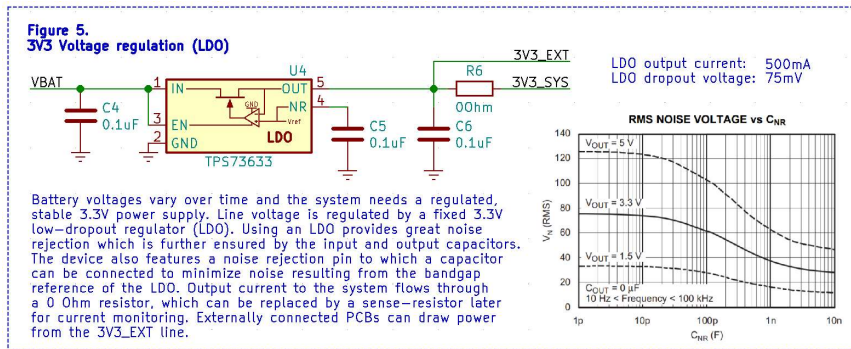 Figure 5.
3V3 Voltage regulation (LDO)
VBAT
C4
0.1uF
1
IN
3
EN
2
GND
U4
OUT
5
NR
4
GND
Vref
LDO
TPS73633
C5
0.1uF
C6
0.1uF
3V3_EXT
R6
3V3_SYS
0Ohm
LDO output current: 500mA
LDO dropout voltage: 75mV
Battery voltages vary over time and the system needs a regulated,
stable 3.3V power supply. Line voltage is regulated by a fixed 3.3V
low-dropout regulator (LDO). Using an LDO provides great noise
rejection which is further ensured by the input and output capacitors.
The device also features a noise rejection pin to which a capacitor
can be connected to minimize noise resulting from the bandgap
reference of the LDO. Output current to the system flows through
a 0 Ohm resistor, which can be replaced by a sense-resistor later
for current monitoring. Externally connected PCBs can draw power
from the 3V3_EXT line.
RMS NOISE VOLTAGE vs CNR
140
120
100
80
60
40
20
0
VN (RMS)
VOUT = 5 V
VOUT = 3.3 V
VOUT = 1.5 V
COUT = 0 µF
10 Hz < Frequency < 100 kHz
1p 10p 100p 1n 10n
CNR (F)